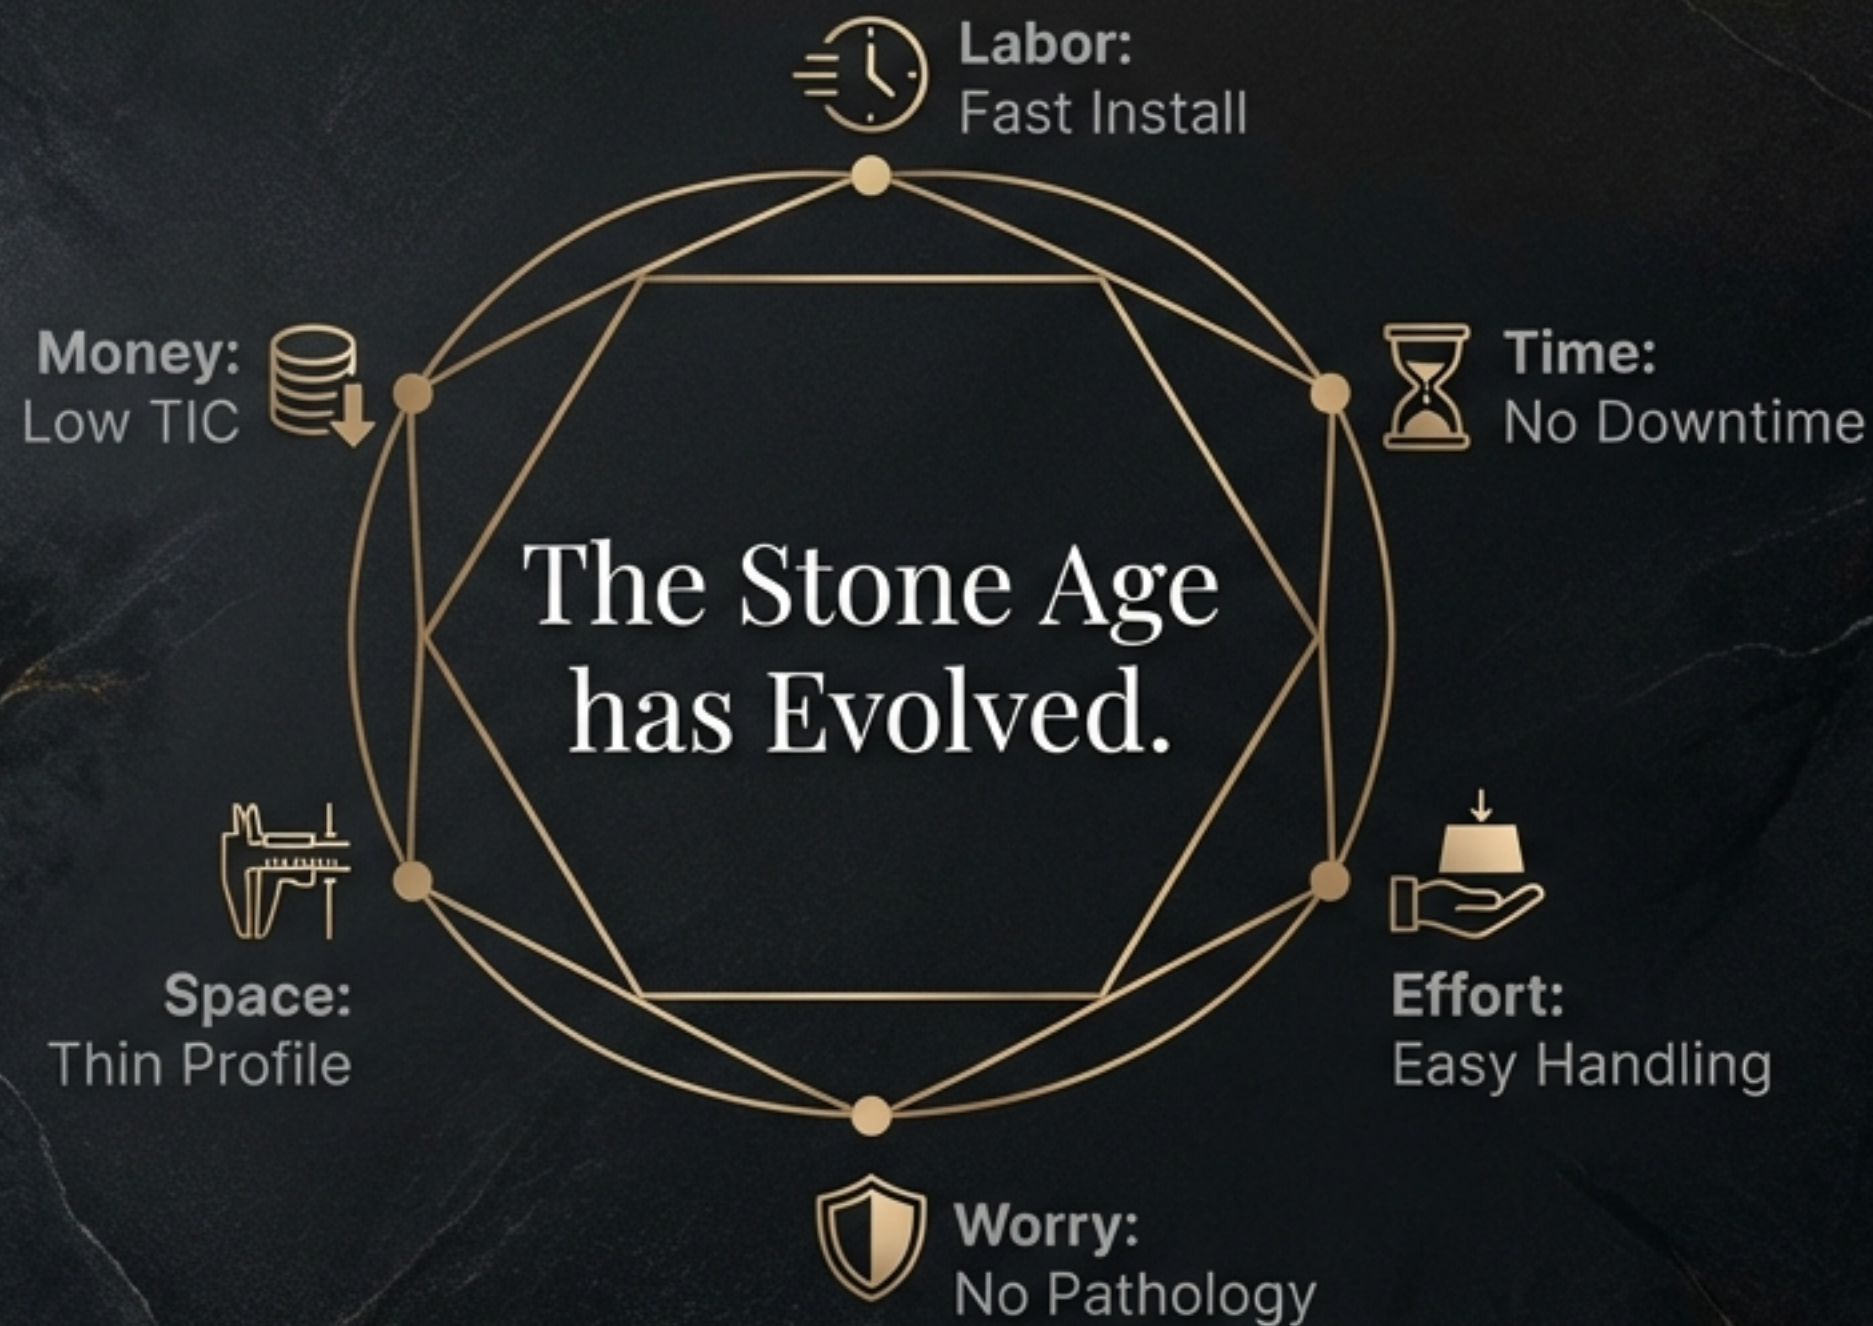 Labor:
Fast Install
Money:
Low TIC
Time:
No Downtime
The Stone Age
has Evolved.
Space:
Thin Profile
Effort:
Easy Handling
Worry:
No Pathology